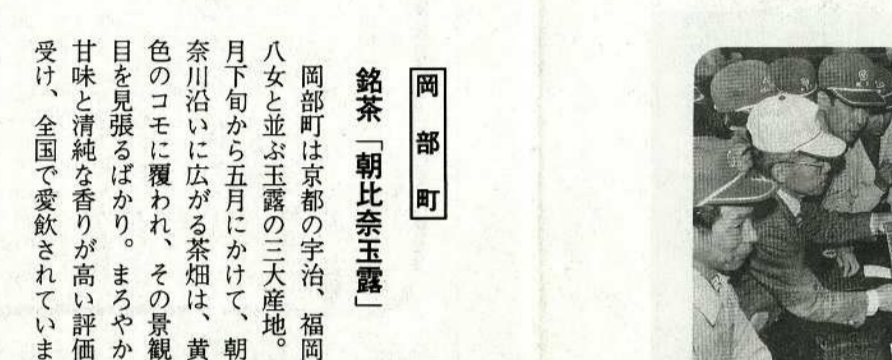 岡部町
銘茶「朝比奈玉露」
岡部町は京都の宇治、福岡
八女と並ぶ玉露の三大産地。
月下旬から五月にかけて、朝
奈川沿いに広がる茶畑は、黄
色のコモに覆われ、その景観
目を見張るばかり。まろやか
甘味と清純な香りが高い評価
受け、全国で愛飲されていま